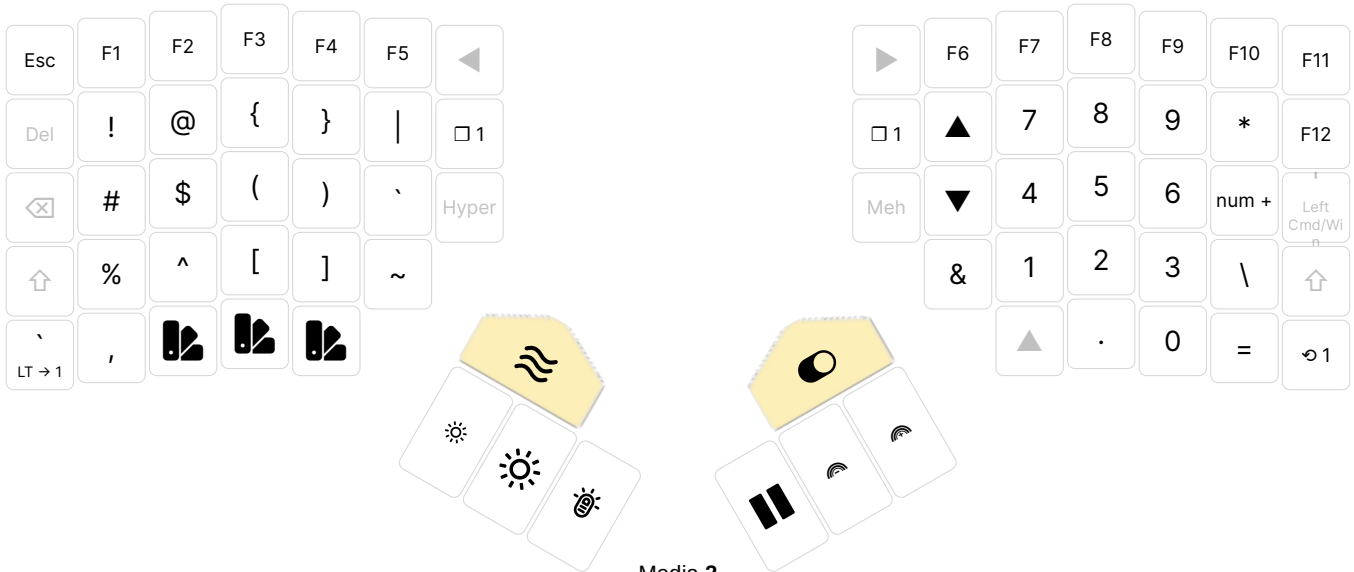 Esc F1 F2 F3 F4 F5 F6 F7 F8 F9 F10 F11
Del ! @ { } | ❐ 1 ❐ 1 7 8 9 * F12
# $ ( ) ` Hyper Meh 4 5 6 num + Left
Cmd/Wi
n
% ^ [ ] ~ & 1 2 3 \
` , . 0 = ⟲ 1
LT → 1